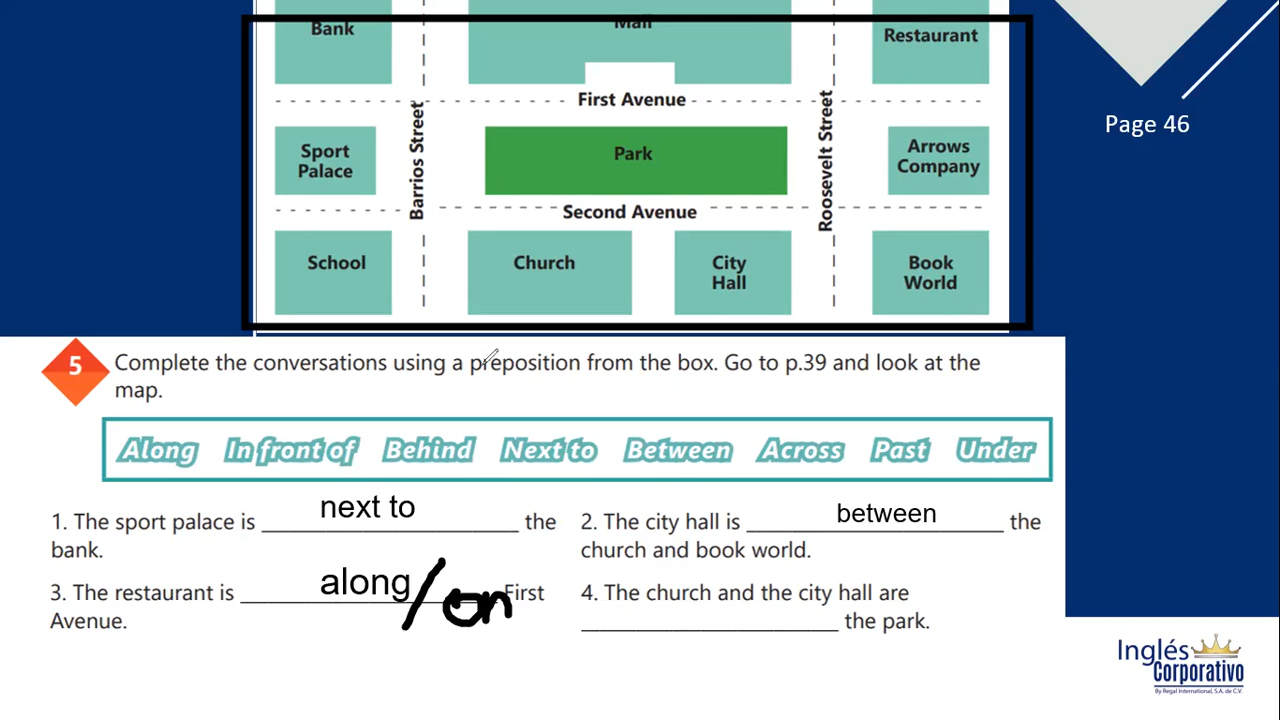 Bank
Mall
Restaurant
First Avenue
Page 46
Sport
Palace
Barrios Street
Park
Roosevelt Street
Arrows
Company
Second Avenue
School
Church
City
Hall
Book
World
5
Complete the conversations using a preposition from the box. Go to p.39 and look at the
map.
Along In front of Behind Next to Between Across Past Under
1. The sport palace is next to the
bank.
2. The city hall is between the
church and book world.
3. The restaurant is along/on First
Avenue.
4. The church and the city hall are
____________________ the park.
Inglés
Corporativo
By Regal International, S.A. de C.V.